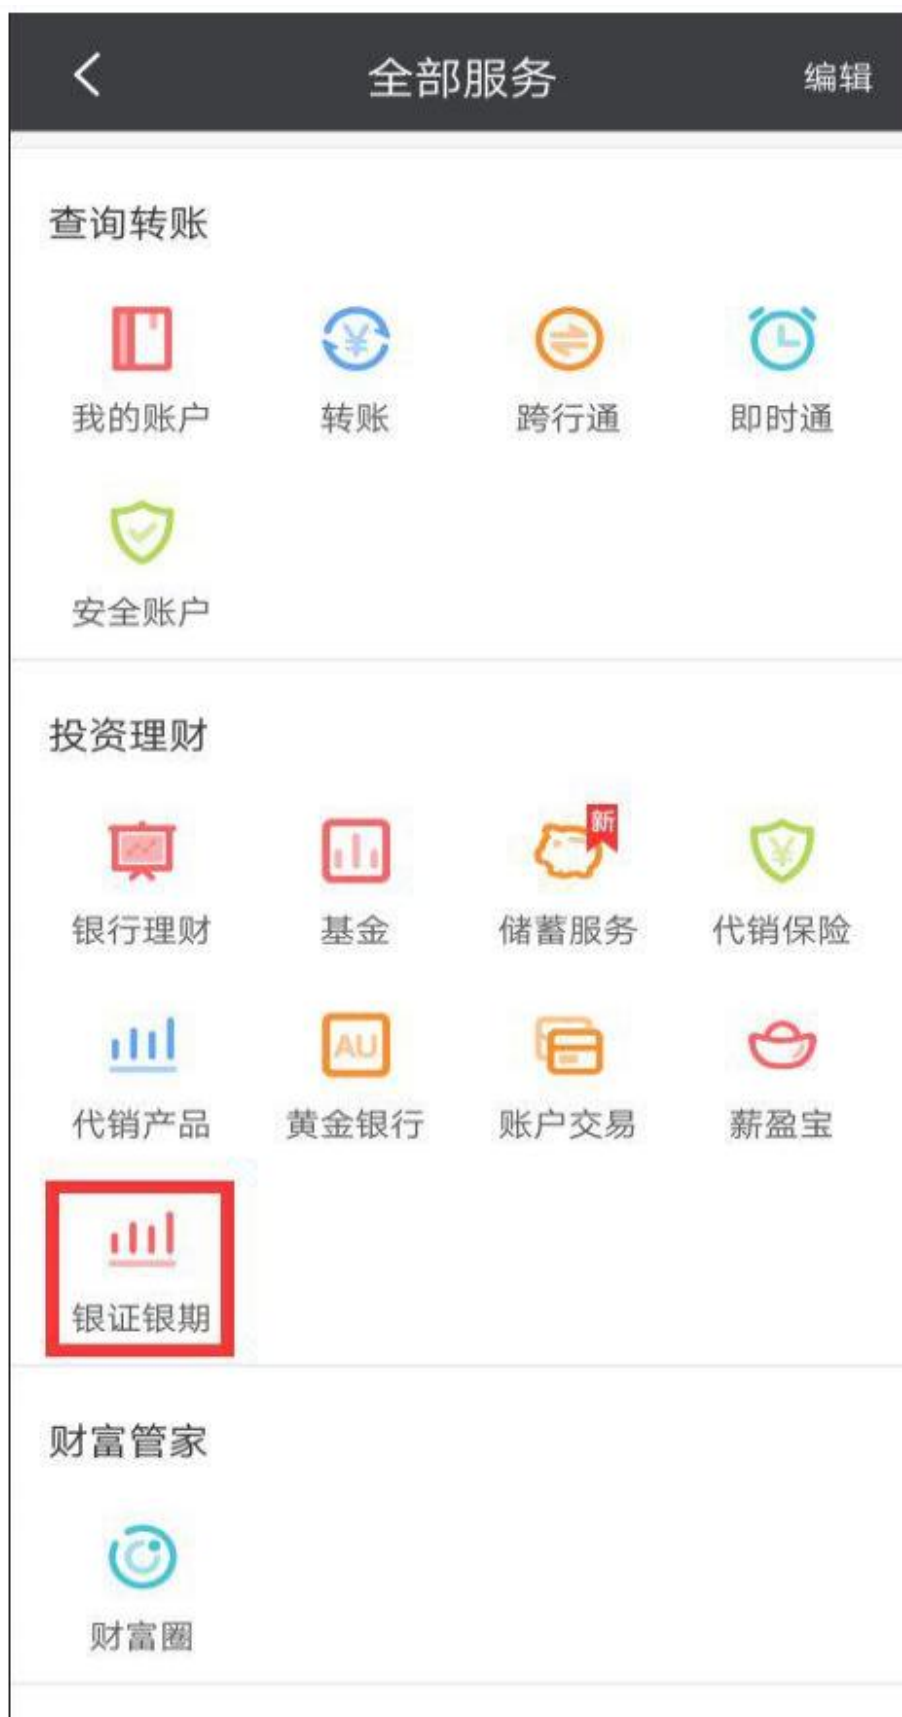 全部服务 编辑
查询转账
¥
我的账户 转账 跨行通 即时通
安全账户
投资理财
新
¥
银行理财 基金 储蓄服务 代销保险
AU
代销产品 黄金银行 账户交易 薪盈宝
银证银期
财富管家
财富圈